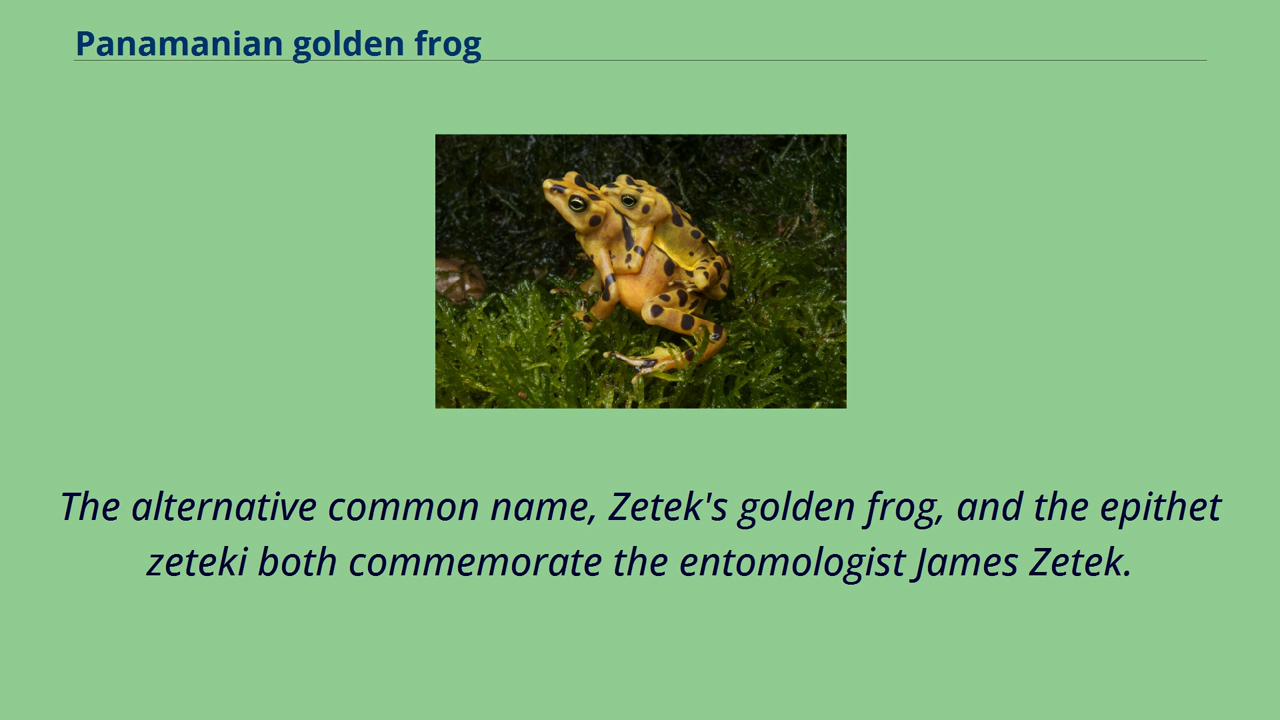 Panamanian golden frog
The alternative common name, Zetek's golden frog, and the epithet
zeteki both commemorate the entomologist James Zetek.